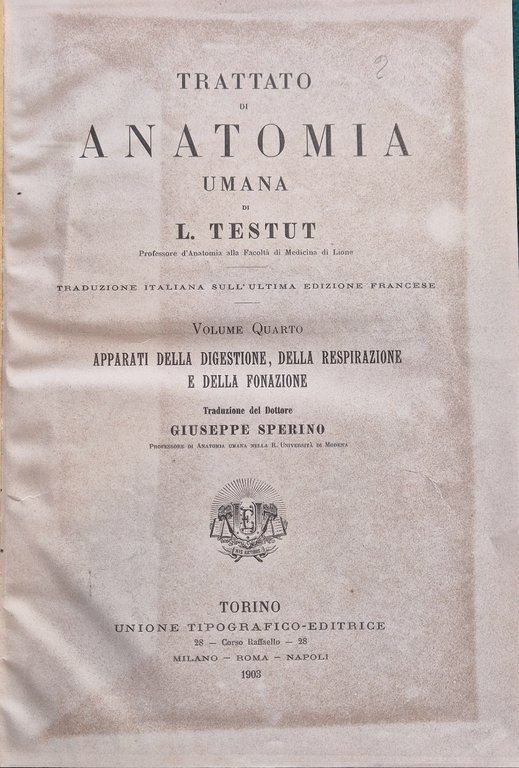 2
TRATTATO
DI
ANATOMIA
UMANA
DI
L. TESTUT
Professore d'Anatomia alla Facoltà di Medicina di Lione
TRADUZIONE ITALIANA SULL'ULTIMA EDIZIONE FRANCESE
VOLUME QUARTO
APPARATI DELLA DIGESTIONE, DELLA RESPIRAZIONE
E DELLA FONAZIONE
Traduzione del Dottore
GIUSEPPE SPERINO
PROFESSORE DI ANATOMIA UMANA NELLA R. UNIVERSITÀ DI MODENA
TORINO
UNIONE TIPOGRAFICO-EDITRICE
28 — Corso Raffaello — 28
MILANO — ROMA — NAPOLI
1903